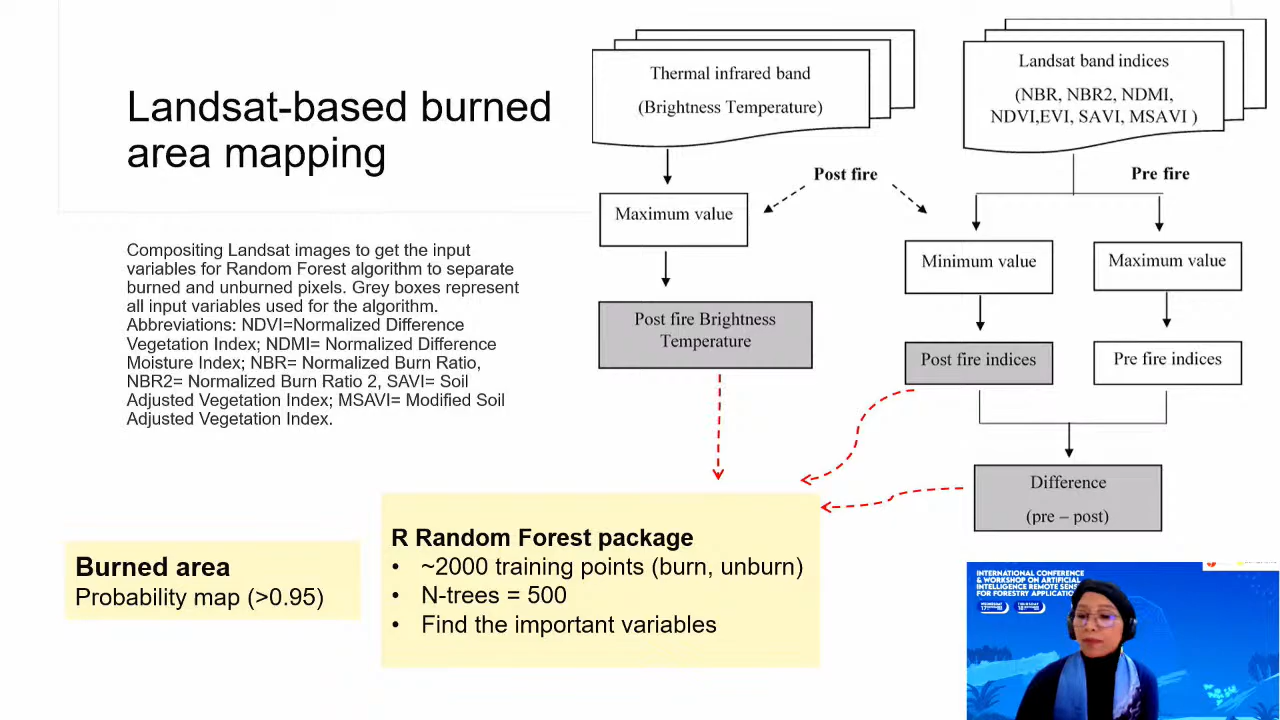 Landsat-based burned
area mapping
Compositing Landsat images to get the input
variables for Random Forest algorithm to separate
burned and unburned pixels. Grey boxes represent
all input variables used for the algorithm.
Abbreviations: NDVI=Normalized Difference
Vegetation Index; NDMI= Normalized Difference
Moisture Index; NBR= Normalized Burn Ratio,
NBR2= Normalized Burn Ratio 2, SAVI= Soil
Adjusted Vegetation Index; MSAVI= Modified Soil
Adjusted Vegetation Index.
Thermal infrared band
(Brightness Temperature)
Landsat band indices
(NBR, NBR2, NDMI,
NDVI,EVI, SAVI, MSAVI )
Post fire
Pre fire
Maximum value
Minimum value
Maximum value
Post fire Brightness
Temperature
Post fire indices
Pre fire indices
Difference
(pre – post)
R Random Forest package
• ~2000 training points (burn, unburn)
• N-trees = 500
• Find the important variables
Burned area
Probability map (>0.95)
INTERNATIONAL CONFERENCE
& WORKSHOP ON ARTIFICIAL
INTELLIGENCE REMOTE
FOR FORESTRY
WEDNESDAY
17
THURSDAY
18